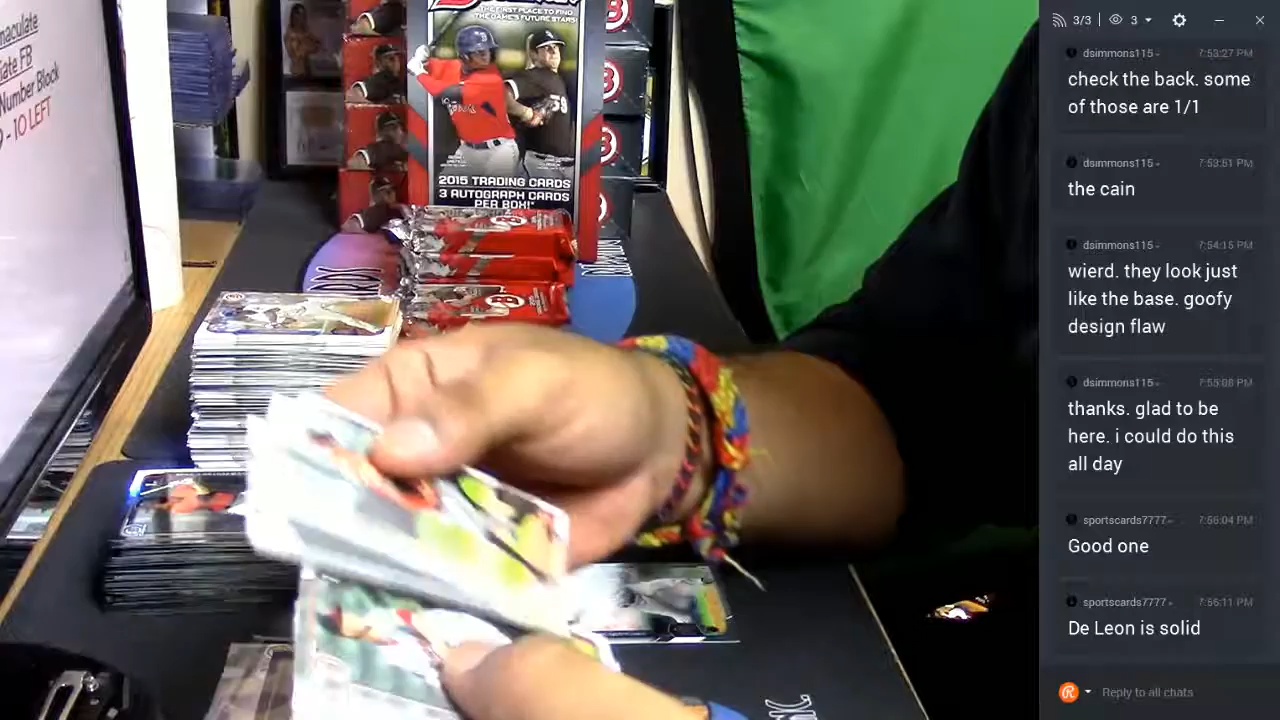 maculate
iate FB
Number Block
- 10 LEFT
THE FIRST PLACE TO FIND
THE GAME'S FUTURE STARS!
59
2015 TRADING CARDS
3 AUTOGRAPH CARDS
PER BOX!*
3/3 3
dsimmons115 7:53:27 PM
check the back. some
of those are 1/1
dsimmons115 7:53:51 PM
the cain
dsimmons115 7:54:15 PM
wierd. they look just
like the base. goofy
design flaw
dsimmons115 7:55:08 PM
thanks. glad to be
here. i could do this
all day
sportscards7777 7:56:04 PM
Good one
sportscards7777 7:56:11 PM
De Leon is solid
Reply to all chats